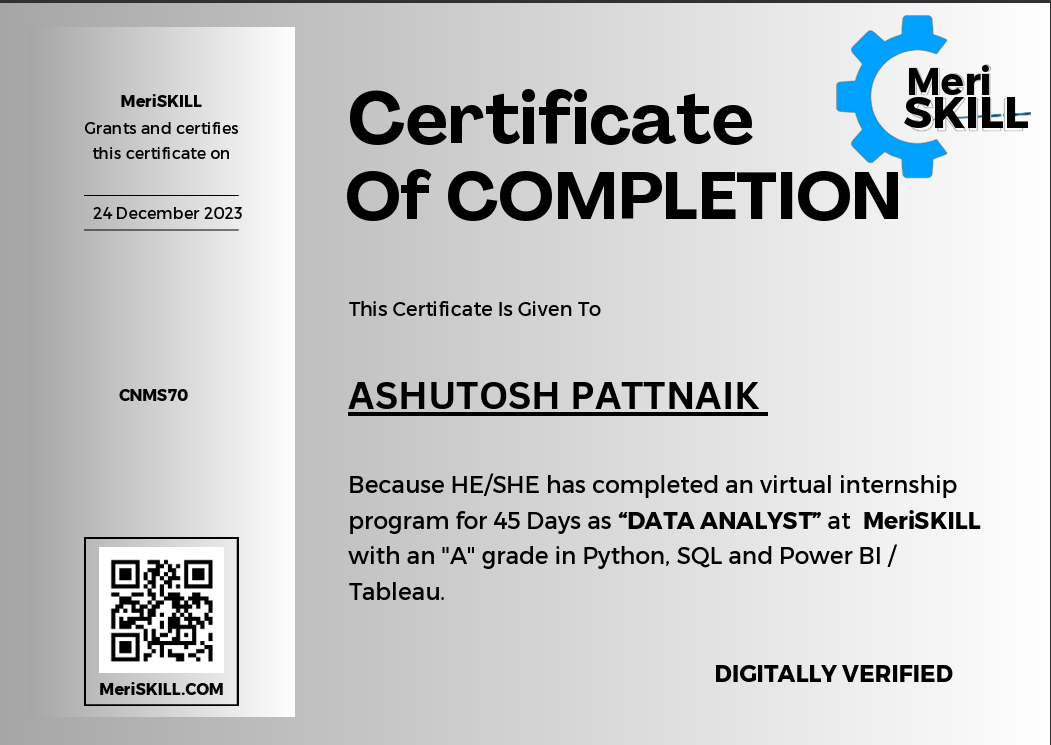 MeriSKILL
Grants and certifies
this certificate on
24 December 2023
CNMS70
MeriSKILL.COM
Certificate
Of COMPLETION
Meri
SKILL
This Certificate Is Given To
ASHUTOSH PATTNAIK
Because HE/SHE has completed an virtual internship
program for 45 Days as “DATA ANALYST” at MeriSKILL
with an "A" grade in Python, SQL and Power BI /
Tableau.
DIGITALLY VERIFIED